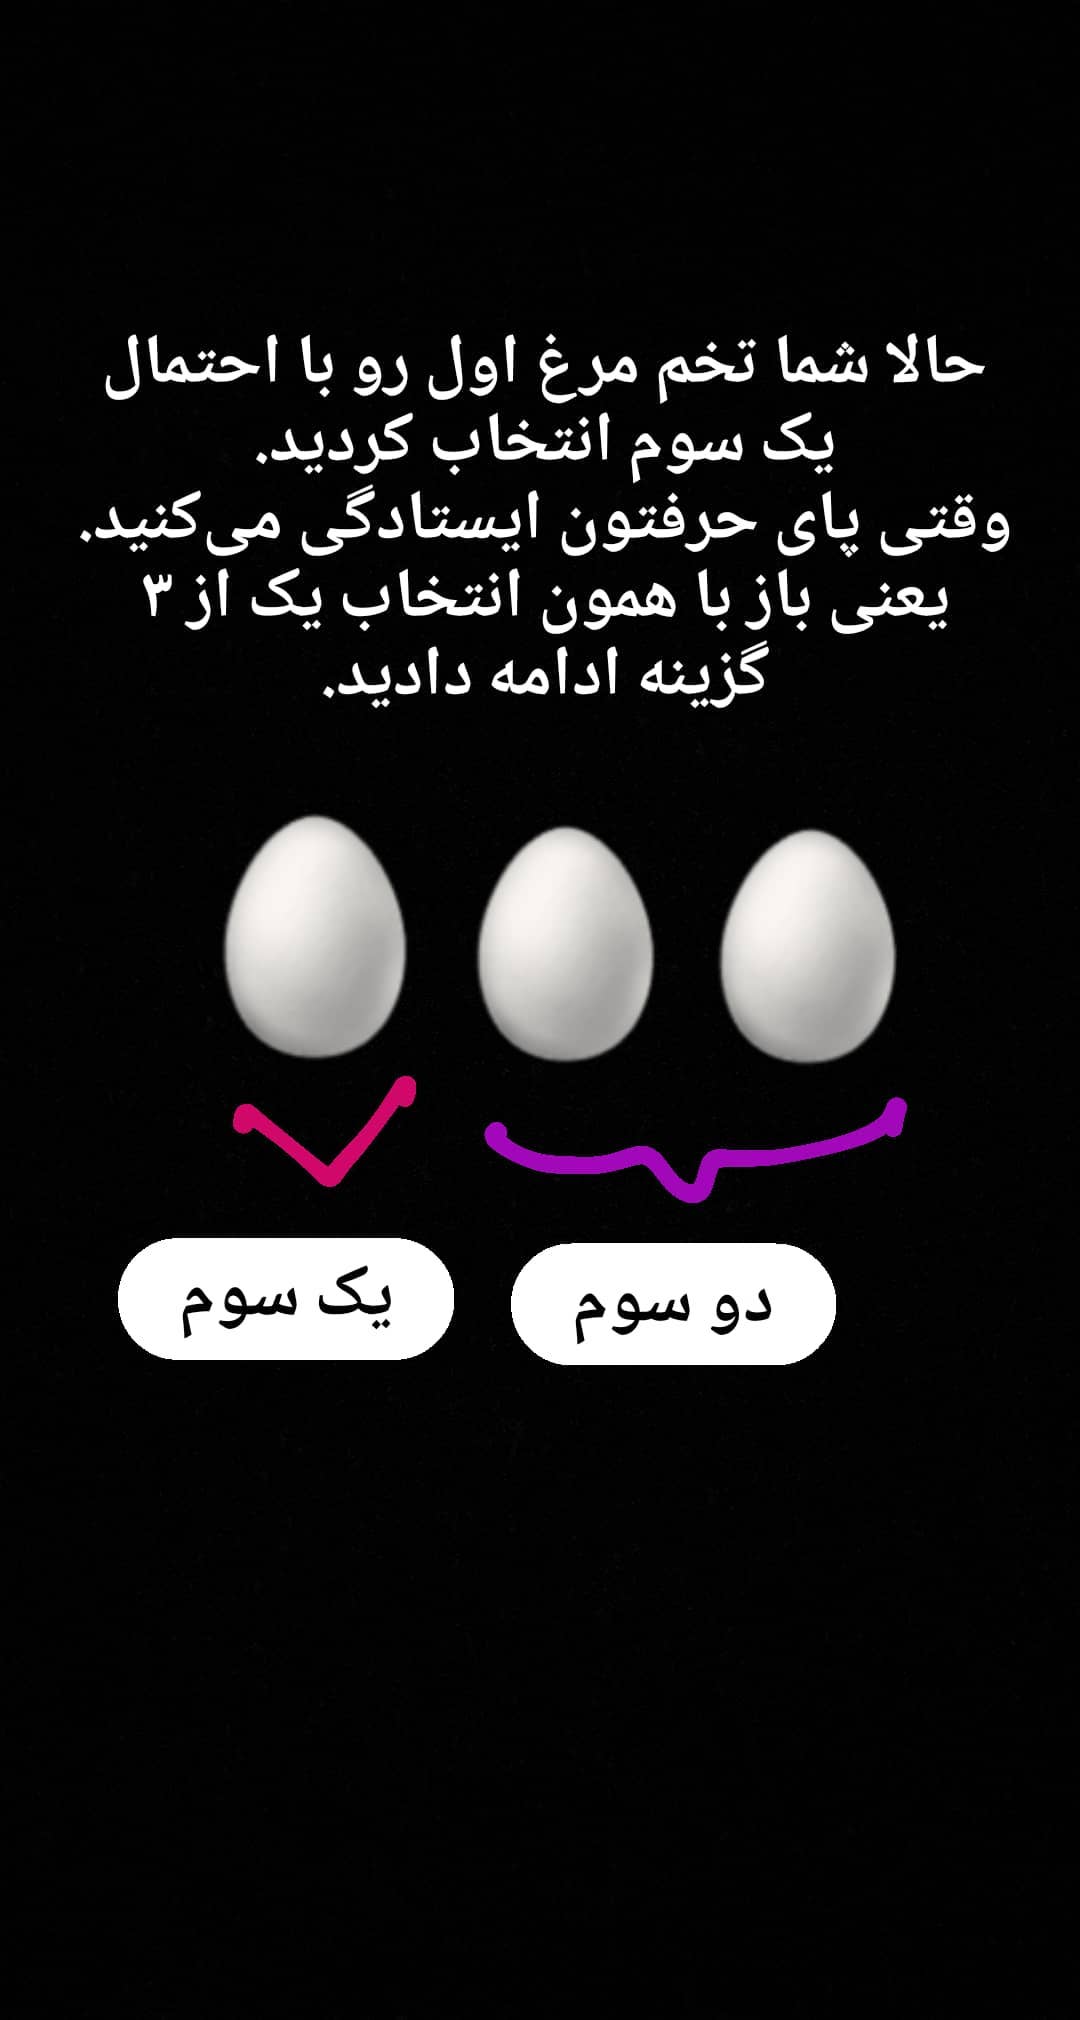 حالا شما تخم مرغ اول رو با احتمال
یک سوم انتخاب کردید.
وقتی پای حرفتون ایستادگی می‌کنید.
یعنی باز با همون انتخاب یک از ۳
گزینه ادامه دادید.
یک سوم
دو سوم